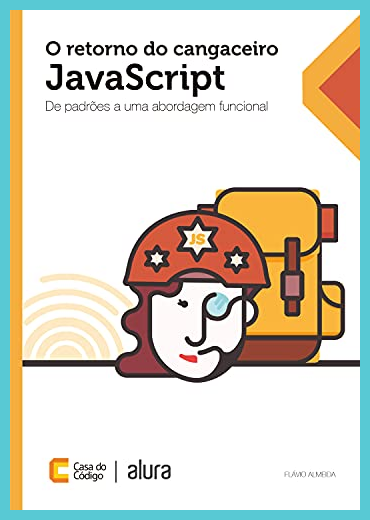 O retorno do cangaceiro
JavaScript
De padrões a uma abordagem funcional
JS
Casa do
Código
alura
FLÁVIO ALMEIDA